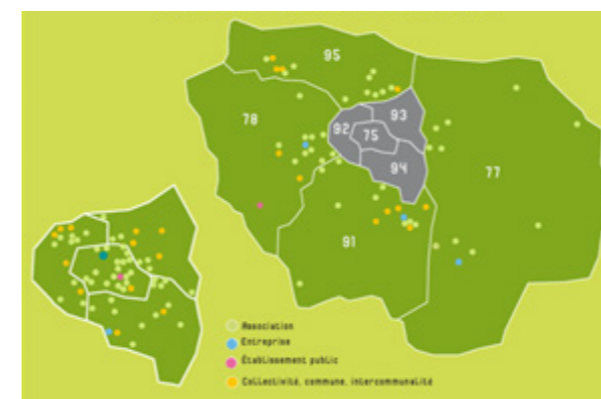 95
78
92
93
75
94
77
91
Association
Entreprise
Établissement public
Collectivité, commune, intercommunalité